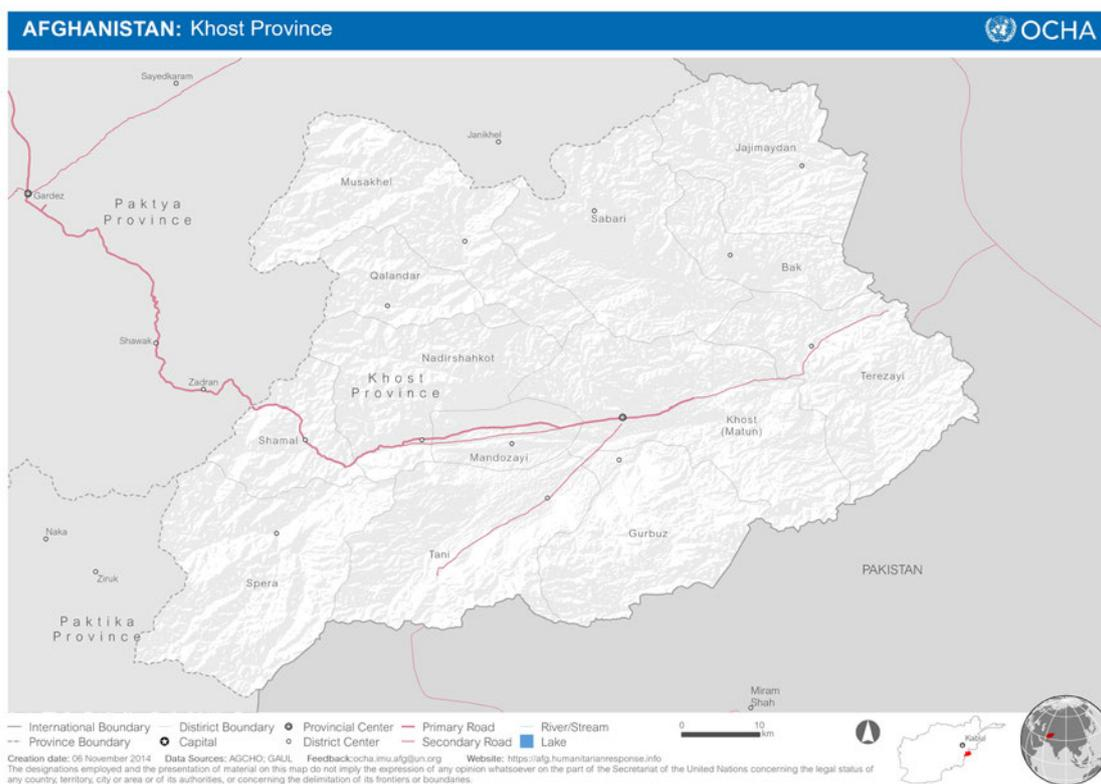 AFGHANISTAN: Khost Province
OCHA
Sayedkaram
Janikhel
Jajimaydan
Musakhel
Gardez
Paktya
Province
Sabari
Qalandar
Bak
Shawak
Nadirshahkot
Zadran
Khost
Province
Terezayi
Khost
(Matun)
Shamal
Mandozayi
Naka
Gurbuz
Tani
Ziruk
Spera
PAKISTAN
Paktika
Province
Miram
Shah
International Boundary
Distirict Boundary
Provincial Center
Primary Road
River/Stream
0 10
km
Province Boundary
Capital
District Center
Secondary Road
Lake
Kabul
Creation date: 06 November 2014 Data Sources: AGCHO; GAUL Feedback:ocha.imu.afg@un.org Website: https://afg.humanitarianresponse.info
The designations employed and the presentation of material on this map do not imply the expression of any opinion whatsoever on the part of the Secretariat of the United Nations concerning the legal status of
any country, territory, city or area or of its authorities, or concerning the delimitation of its frontiers or boundaries.